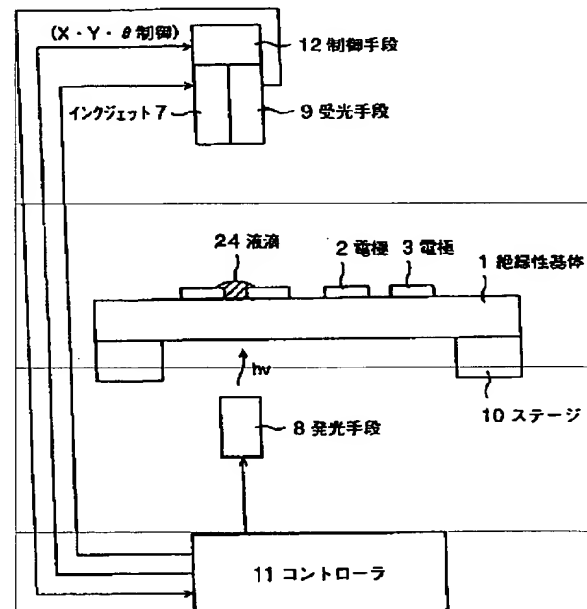 (X・Y・θ制御)
12 制御手段
インクジェット 7
9 受光手段
24 液滴
2 電極
3 電極
1 絶縁性基体
hν
10 ステージ
8 発光手段
11 コントローラ